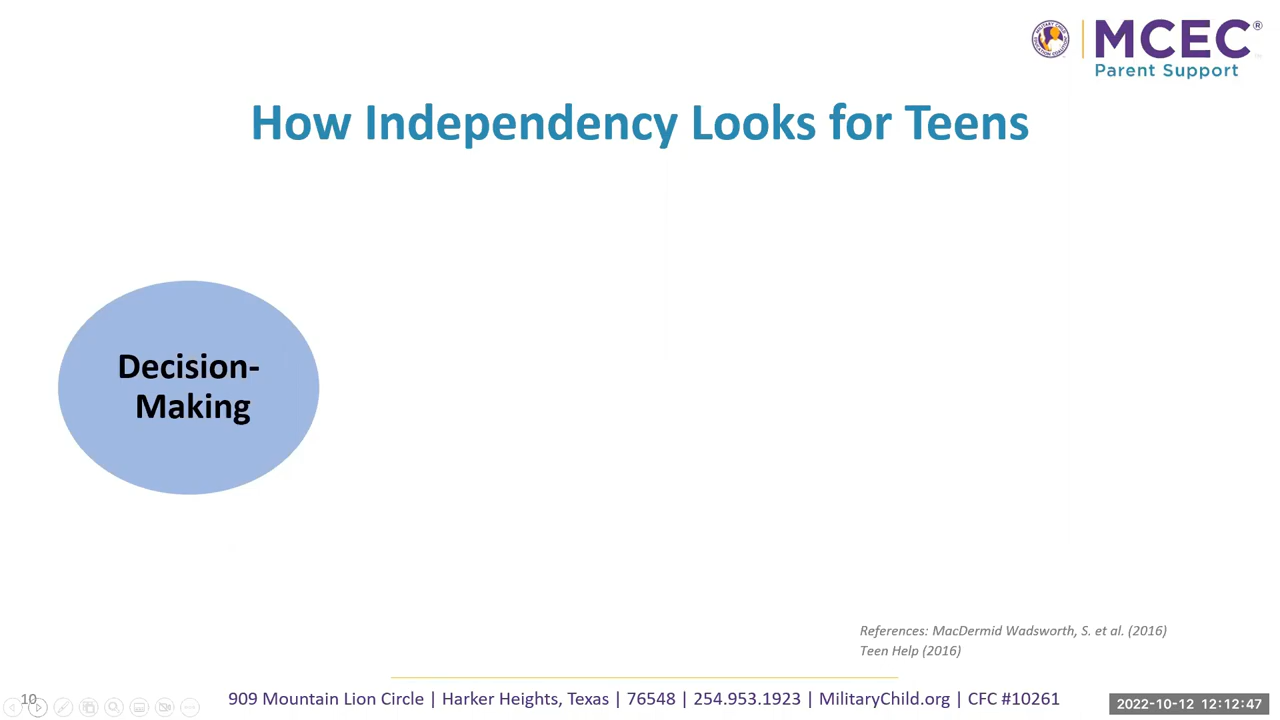 MCEC®
Parent Support
How Independency Looks for Teens
Decision-
Making
References: MacDermid Wadsworth, S. et al. (2016)
Teen Help (2016)
10
909 Mountain Lion Circle | Harker Heights, Texas | 76548 | 254.953.1923 | MilitaryChild.org | CFC #10261
2022-10-12 12:12:47